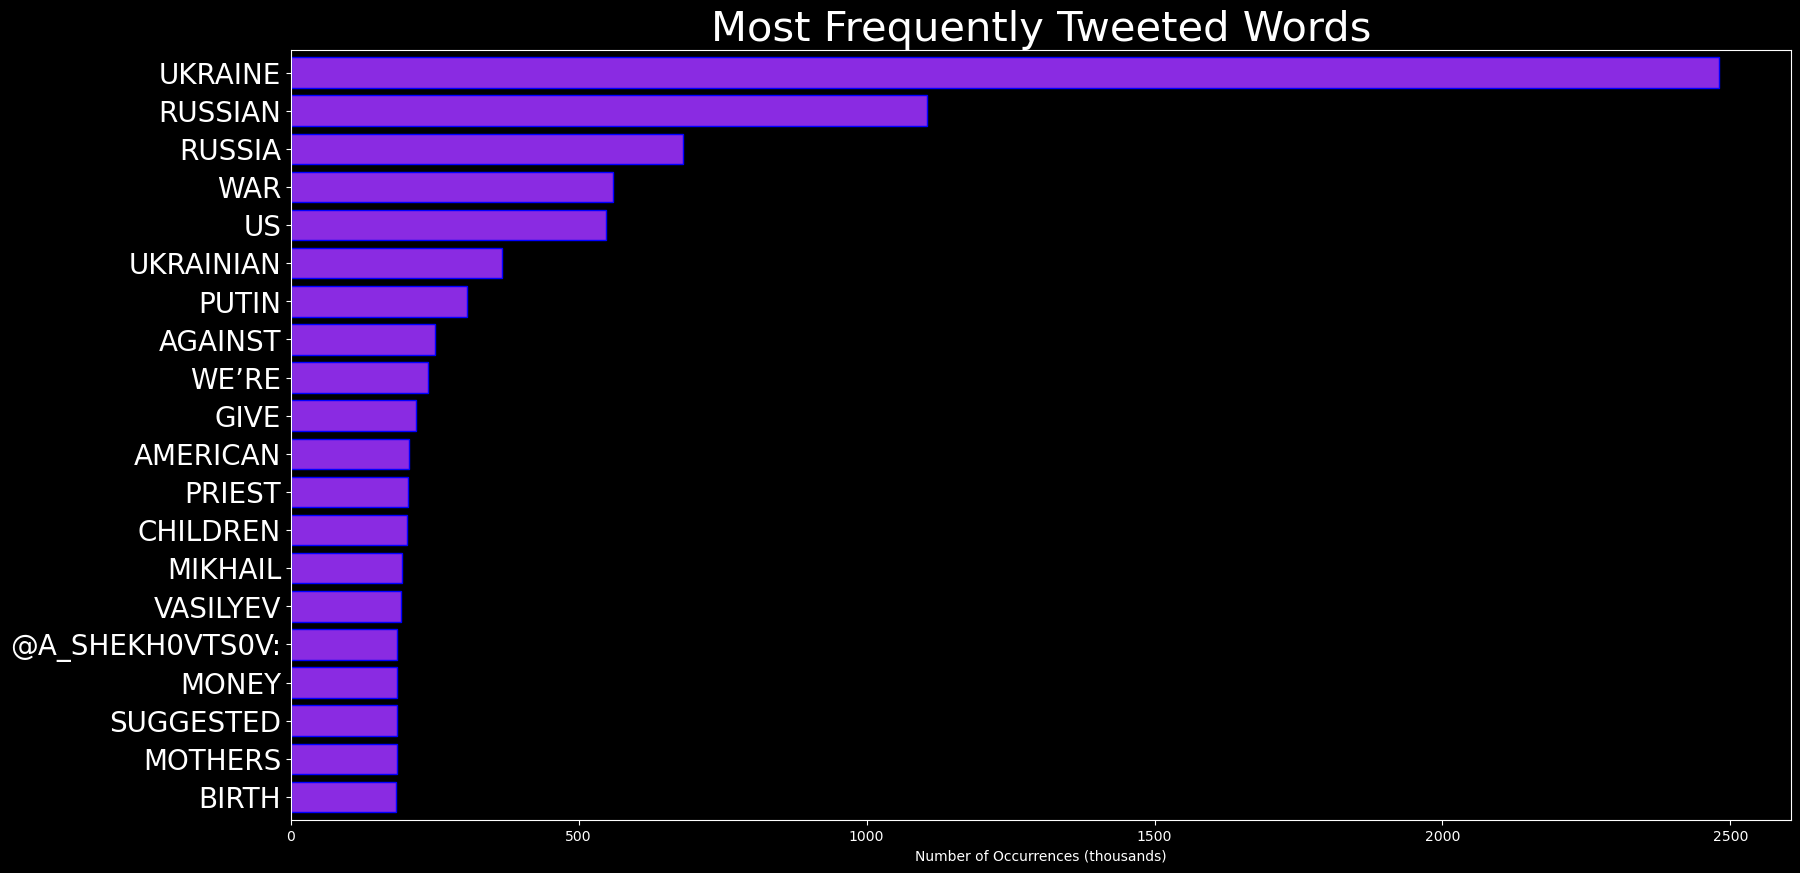 Most Frequently Tweeted Words
UKRAINE
RUSSIAN
RUSSIA
WAR
US
UKRAINIAN
PUTIN
AGAINST
WE’RE
GIVE
AMERICAN
PRIEST
CHILDREN
MIKHAIL
VASILYEV
@A_SHEKH0VTS0V:
MONEY
SUGGESTED
MOTHERS
BIRTH
0 500 1000 1500 2000 2500
Number of Occurrences (thousands)